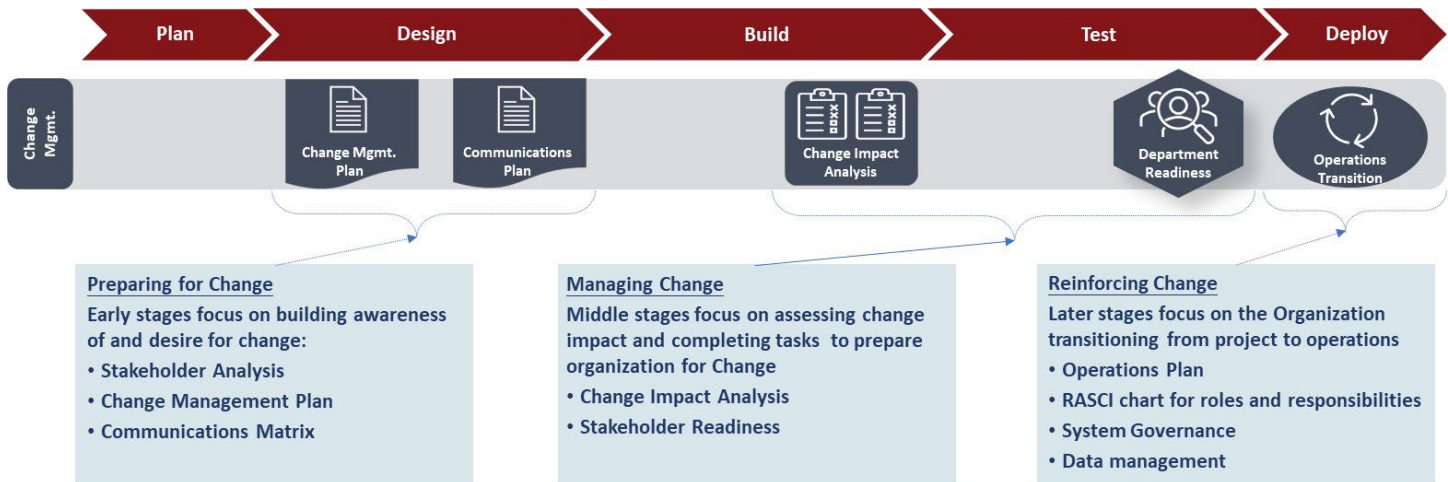 Plan
Design
Build
Test
Deploy
Change
Mgmt.
Change Mgmt.
Plan
Communications
Plan
Change Impact
Analysis
Department
Readiness
Operations
Transition
Preparing for Change
Early stages focus on building awareness
of and desire for change:
• Stakeholder Analysis
• Change Management Plan
• Communications Matrix
Managing Change
Middle stages focus on assessing change
impact and completing tasks to prepare
organization for Change
• Change Impact Analysis
• Stakeholder Readiness
Reinforcing Change
Later stages focus on the Organization
transitioning from project to operations
• Operations Plan
• RASCI chart for roles and responsibilities
• System Governance
• Data management